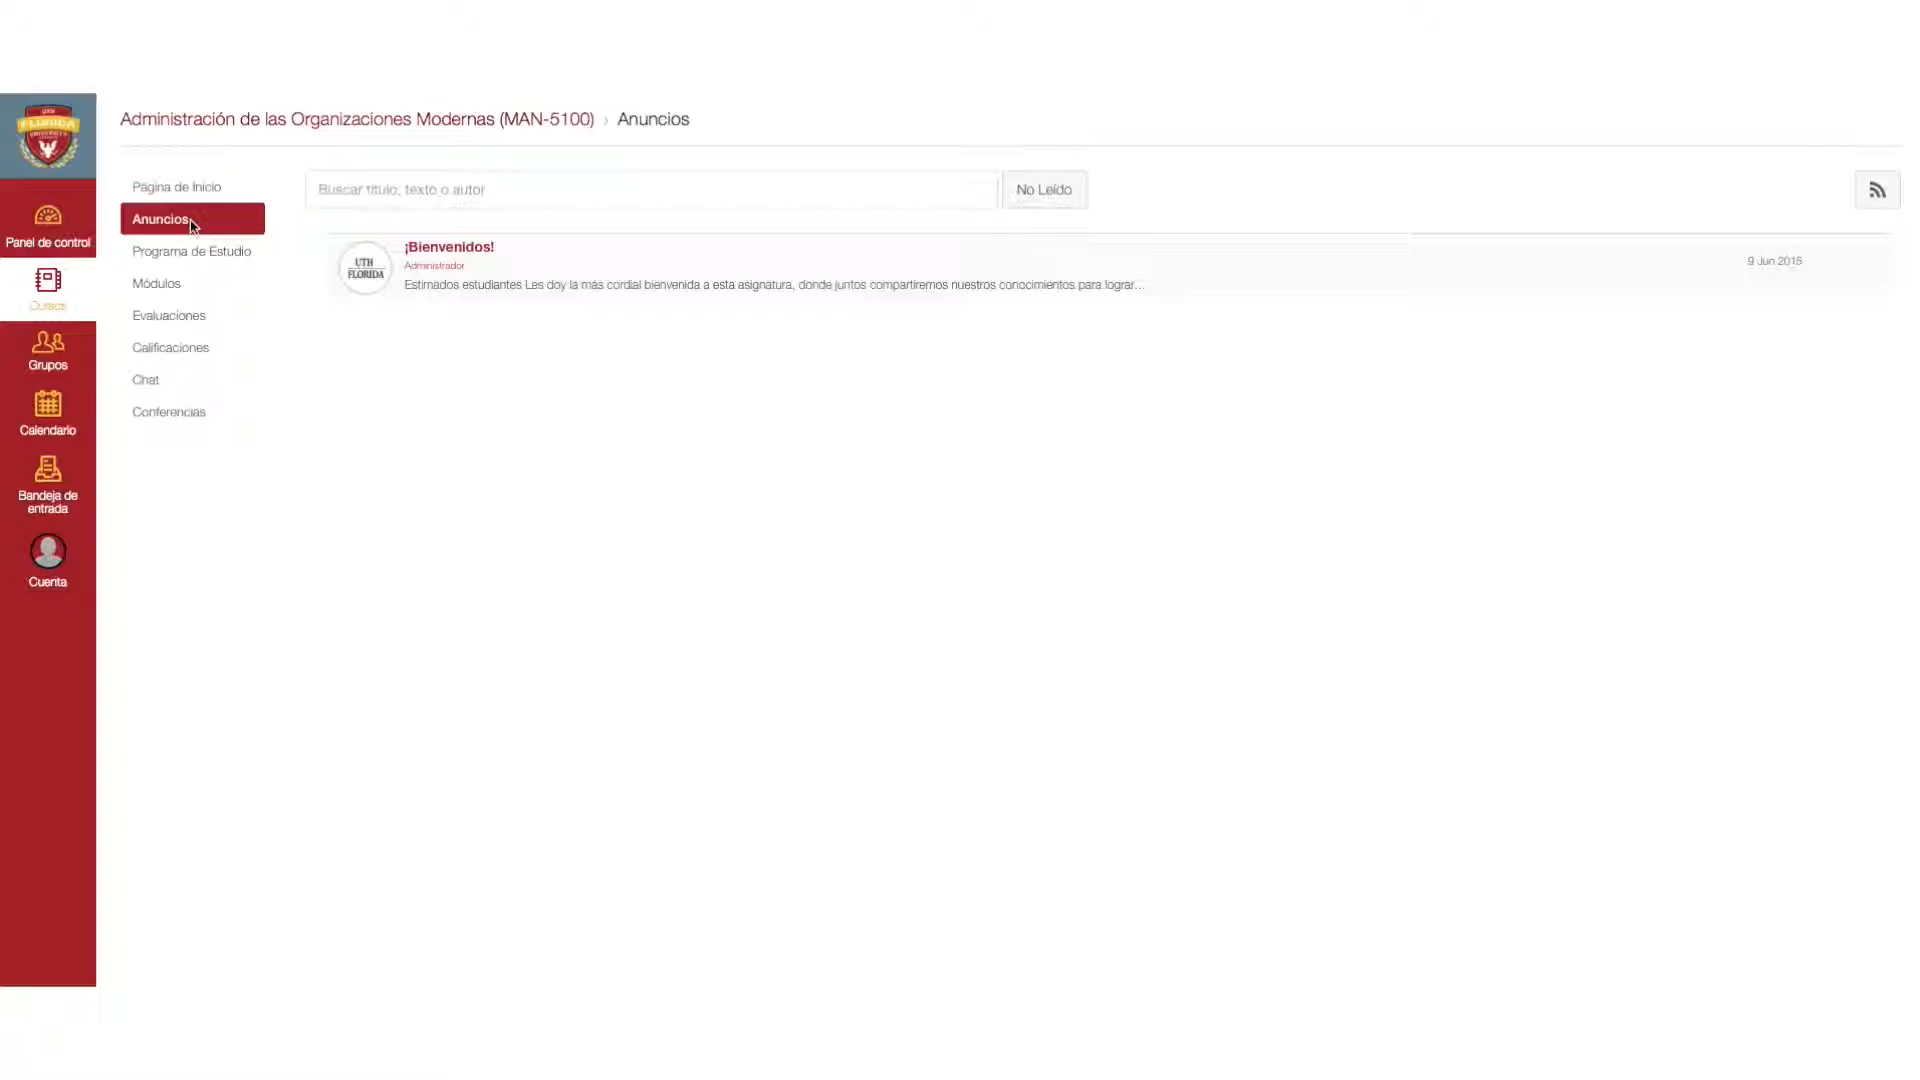 UTH
FLORIDA
UNIVERSITY
Administración de las Organizaciones Modernas (MAN-5100) › Anuncios
Panel de control
Cursos
Grupos
Calendario
Bandeja de
entrada
Cuenta
Página de Inicio
Anuncios
Programa de Estudio
Módulos
Evaluaciones
Calificaciones
Chat
Conferencias
Buscar título, texto o autor
No Leído
UTH
FLORIDA
¡Bienvenidos!
Administrador
Estimados estudiantes Les doy la más cordial bienvenida a esta asignatura, donde juntos compartiremos nuestros conocimientos para lograr...
9 Jun 2015